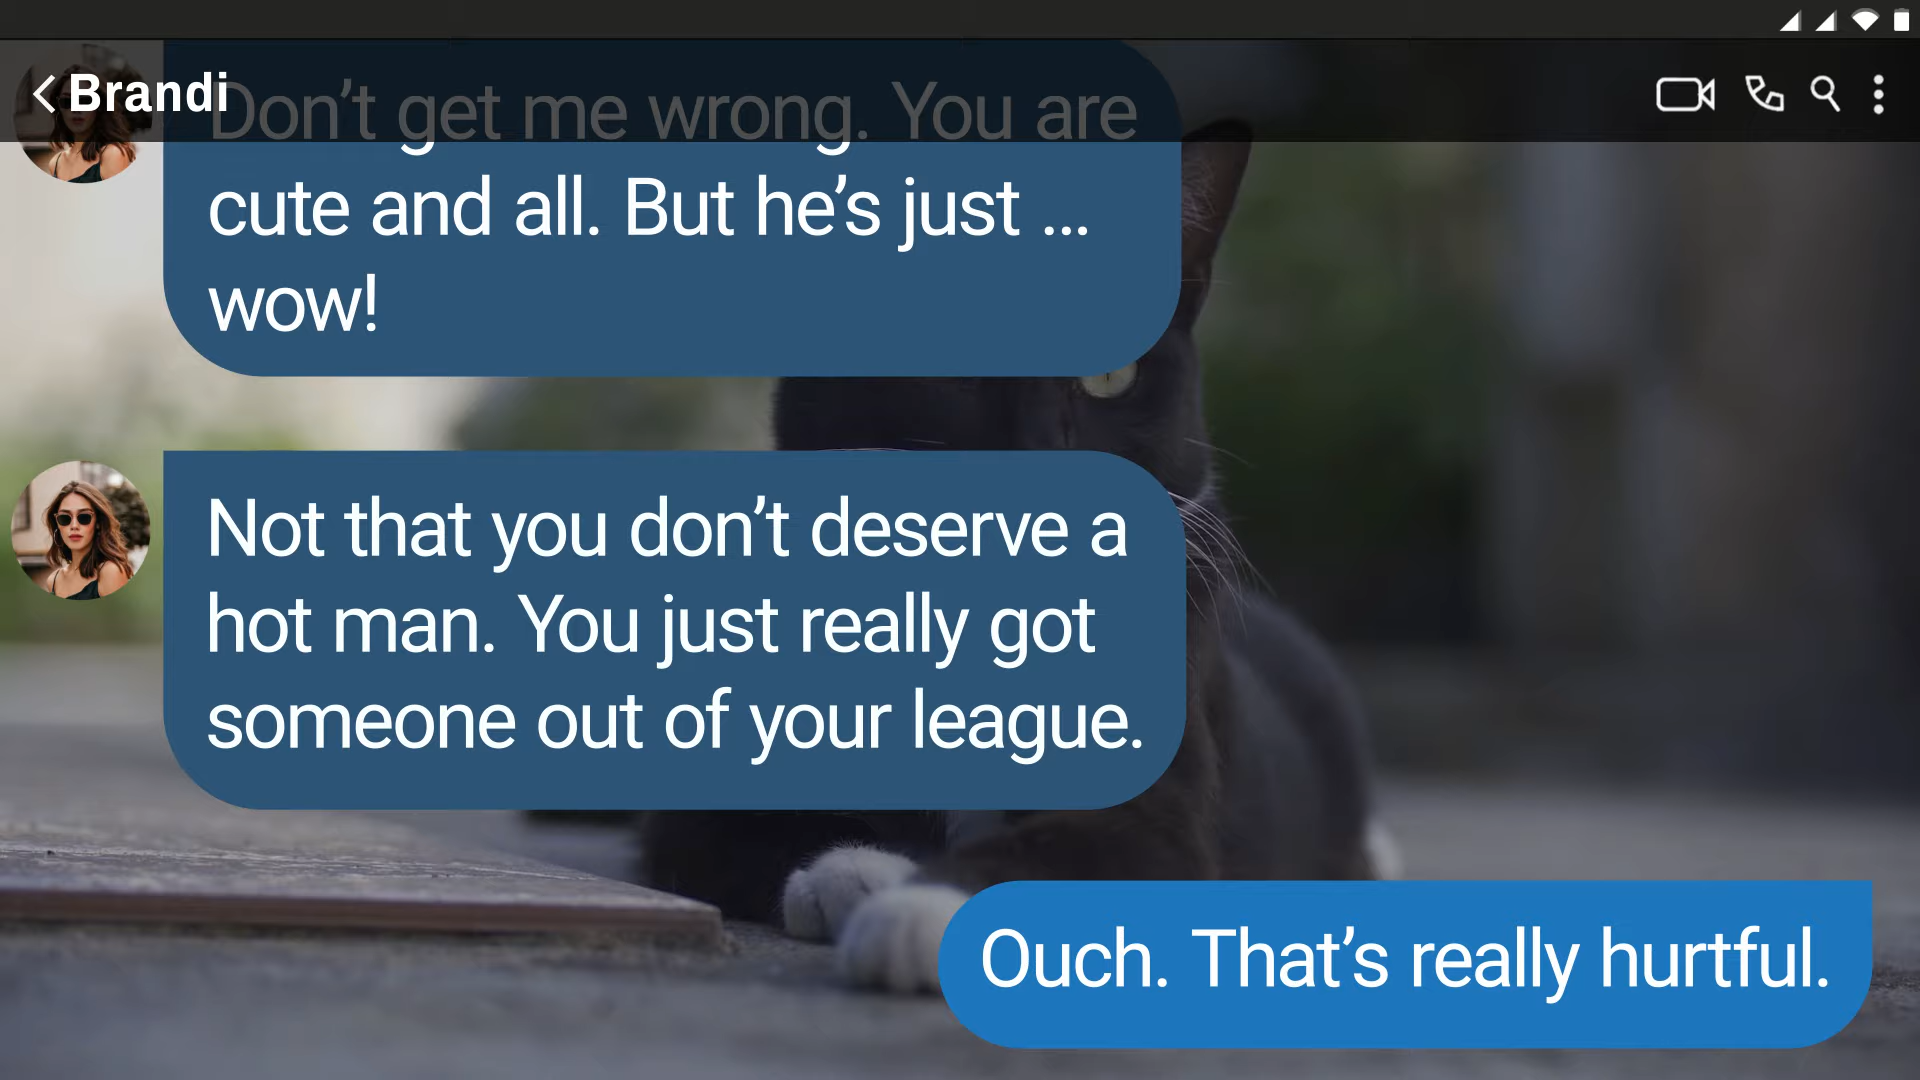 Brandi
Don’t get me wrong. You are
cute and all. But he’s just ...
wow!
Not that you don’t deserve a
hot man. You just really got
someone out of your league.
Ouch. That’s really hurtful.